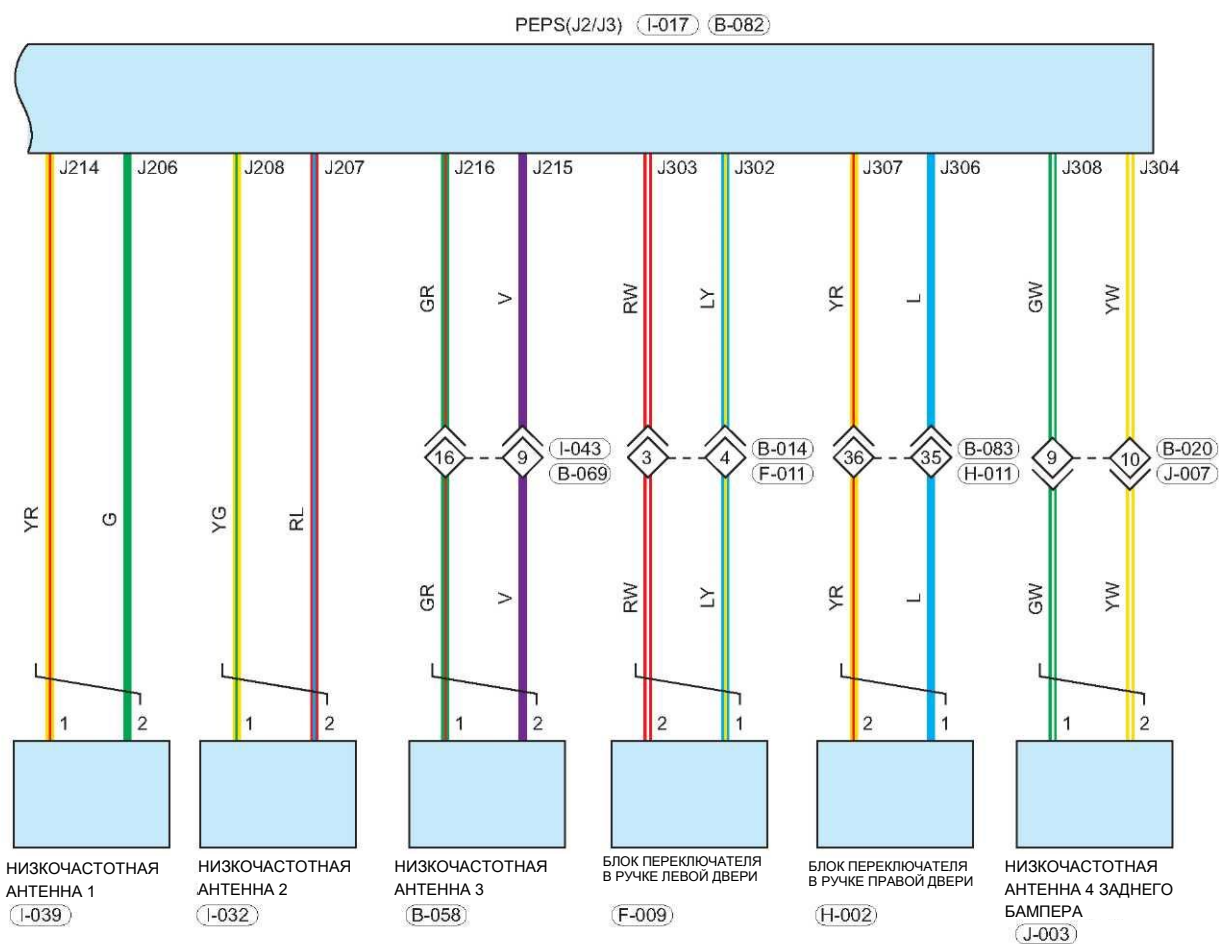 PEPS(J2/J3) I-017 B-082
J214 J206 J208 J207 J216 J215 J303 J302 J307 J306 J308 J304
GR V RW LY YR L GW YW
16 9 I-043 3 4 B-014 36 35 B-083 9 10 B-020
B-069 F-011 H-011 J-007
YR G YG RL
GR V RW LY YR L GW YW
1 2 1 2 1 2 2 1 2 1 1 2
НИЗКОЧАСТОТНАЯ
АНТЕННА 1
I-039
НИЗКОЧАСТОТНАЯ
АНТЕННА 2
I-032
НИЗКОЧАСТОТНАЯ
АНТЕННА 3
B-058
БЛОК ПЕРЕКЛЮЧАТЕЛЯ
В РУЧКЕ ЛЕВОЙ ДВЕРИ
F-009
БЛОК ПЕРЕКЛЮЧАТЕЛЯ
В РУЧКЕ ПРАВОЙ ДВЕРИ
H-002
НИЗКОЧАСТОТНАЯ
АНТЕННА 4 ЗАДНЕГО
БАМПЕРА
J-003